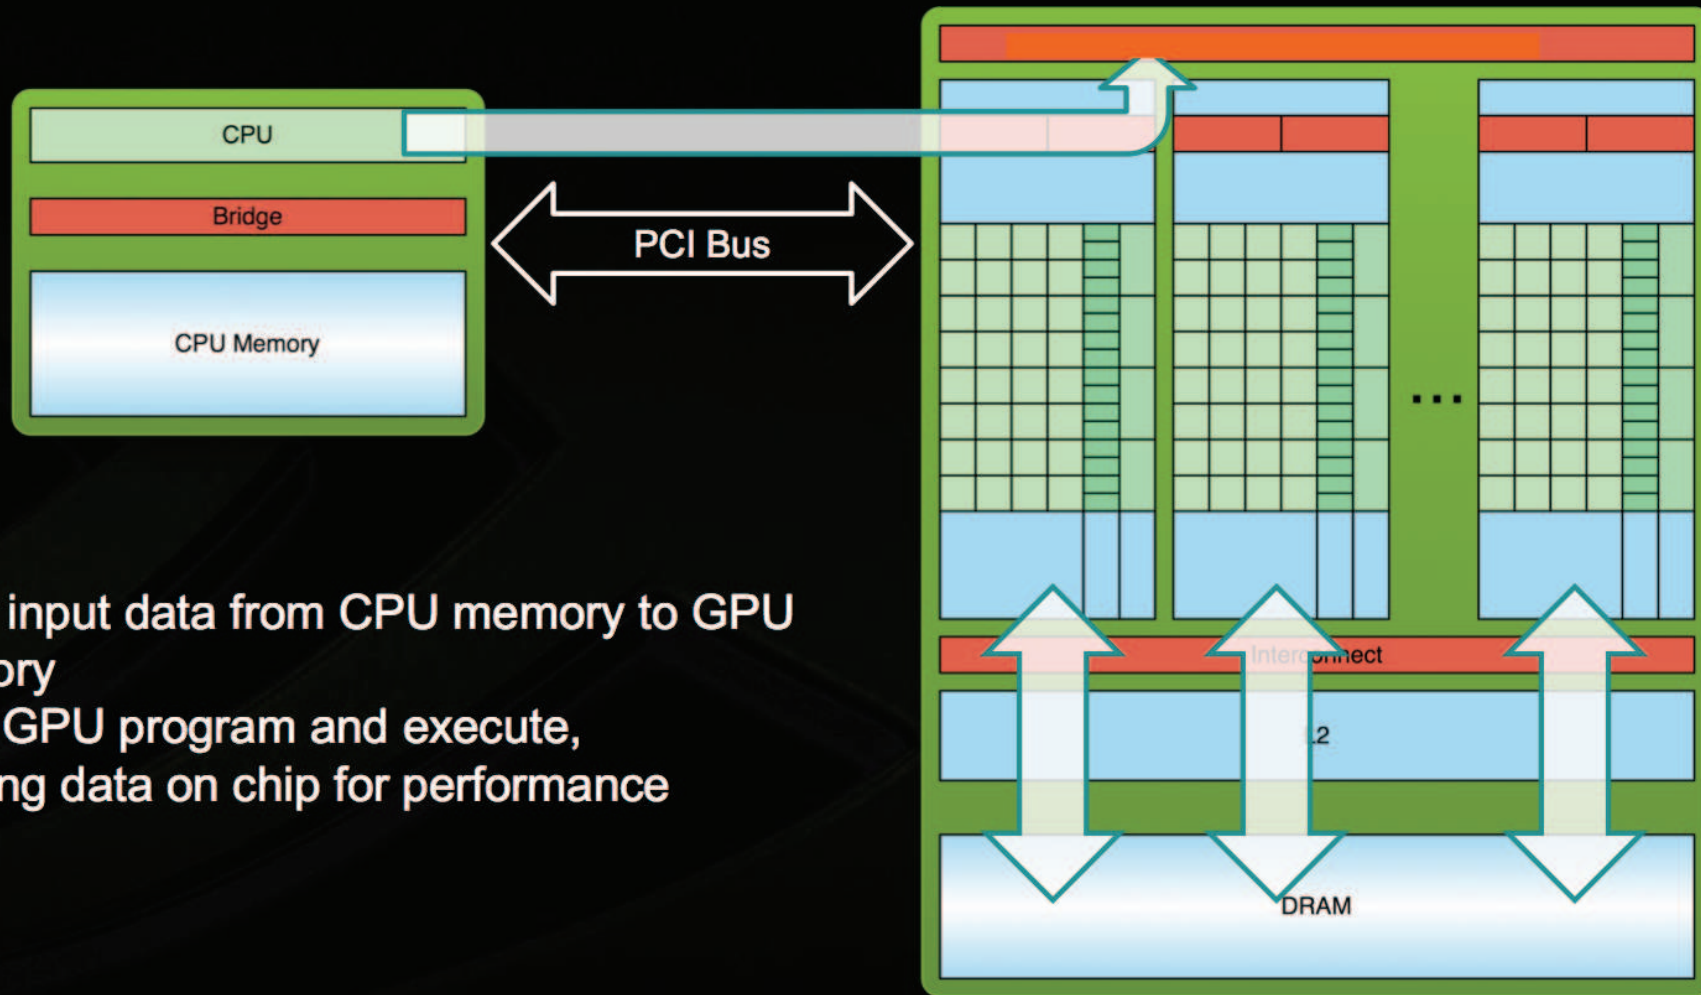 CPU
Bridge
PCI Bus
CPU Memory
...
input data from CPU memory to GPU
ory
GPU program and execute,
ng data on chip for performance
Interconnect
L2
DRAM